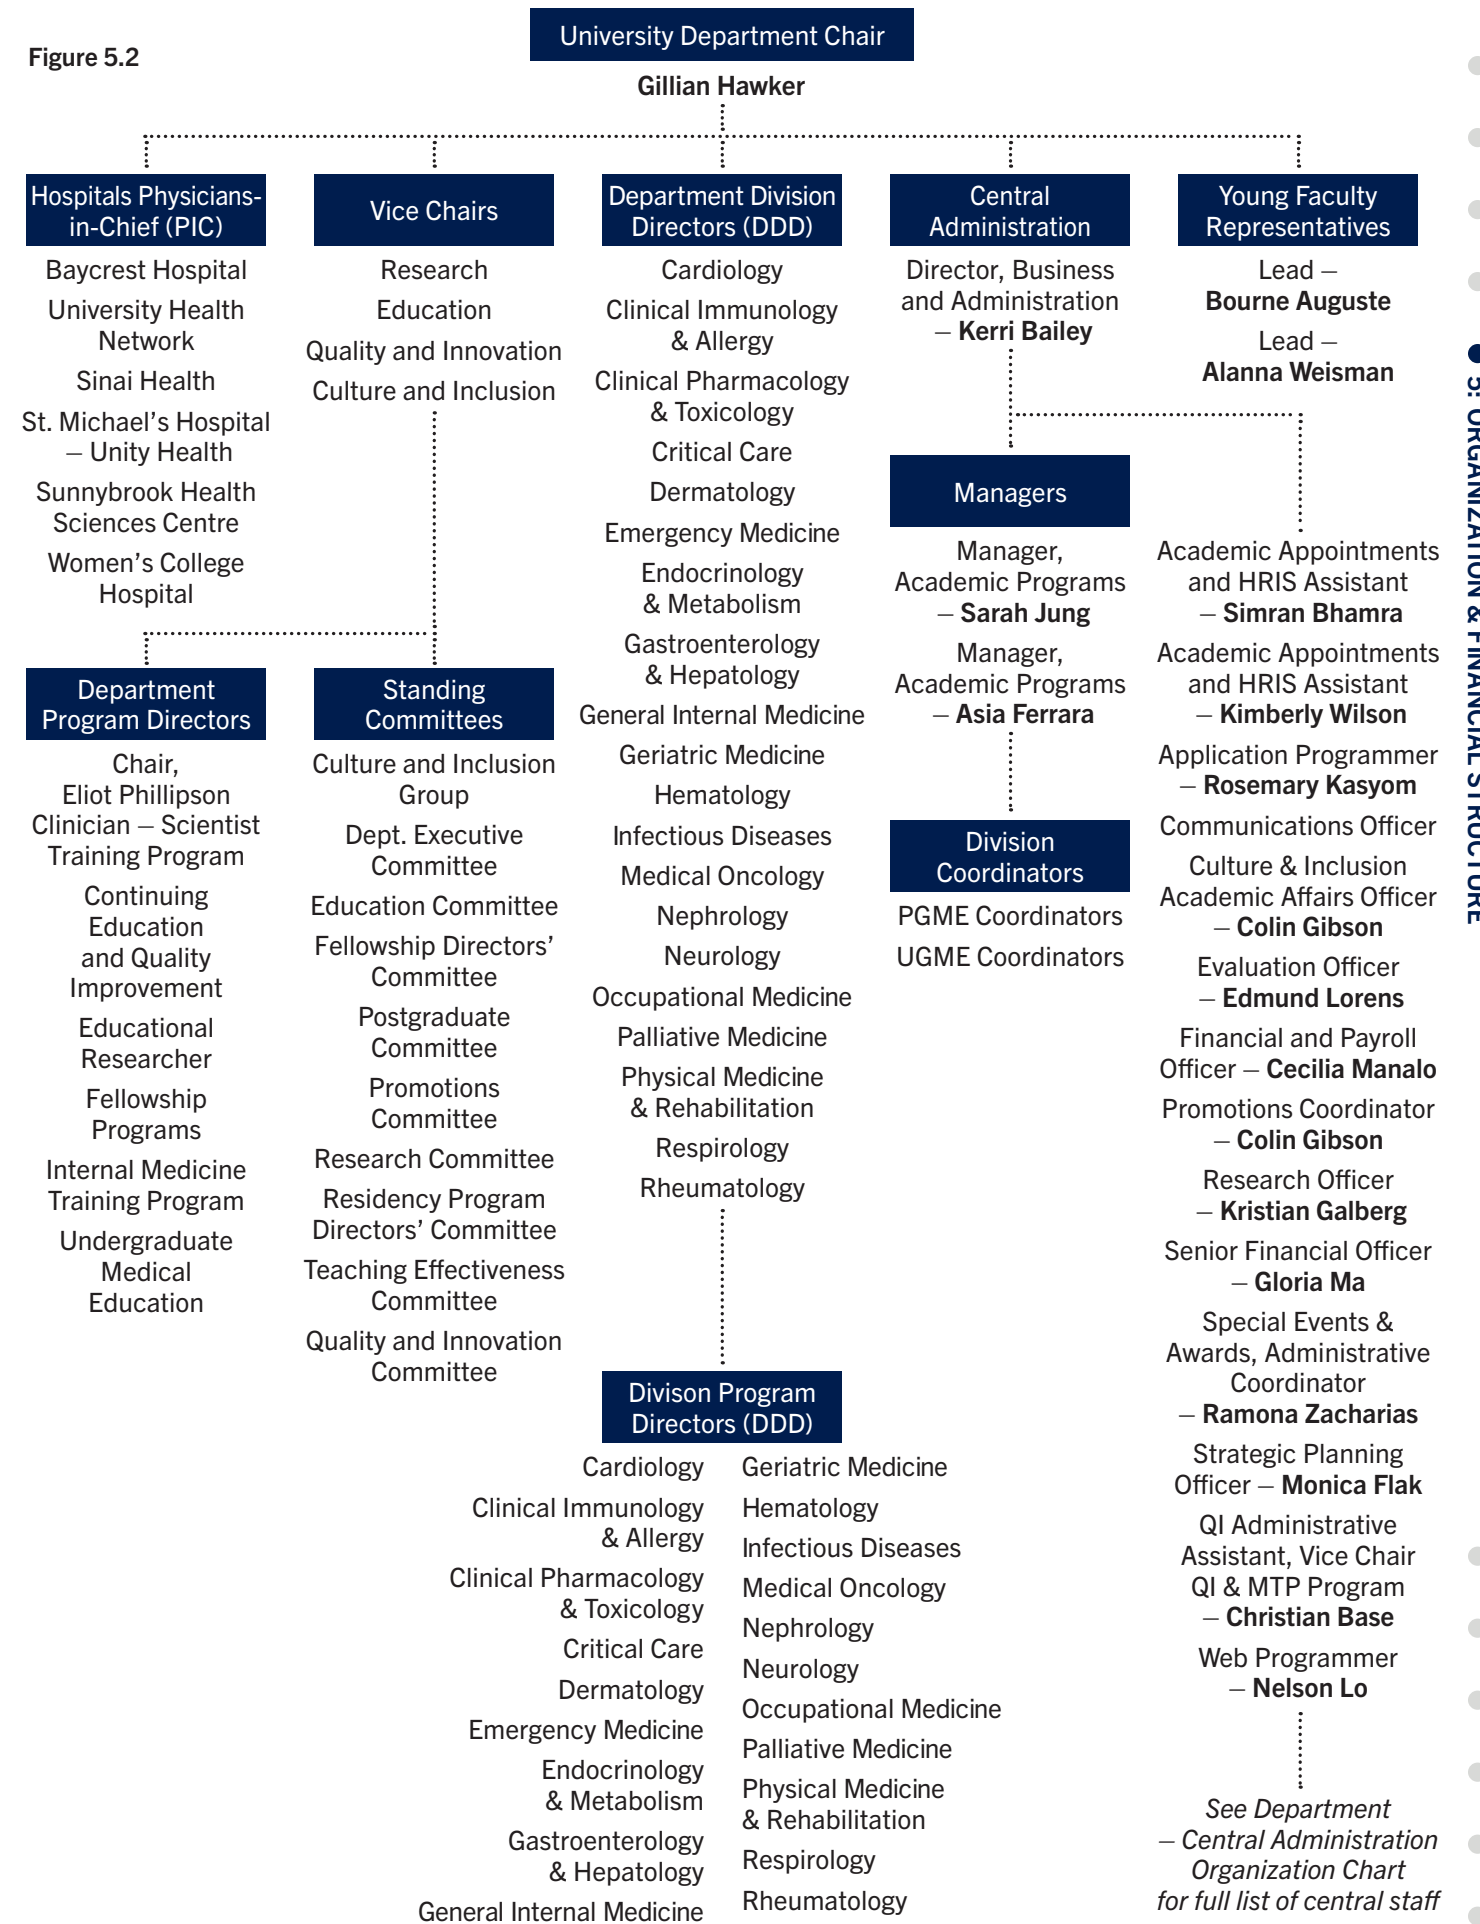 Figure 5.2
University Department Chair
Gillian Hawker
Hospitals Physicians-
in-Chief (PIC)
Baycrest Hospital
University Health
Network
Sinai Health
St. Michael's Hospital
– Unity Health
Sunnybrook Health
Sciences Centre
Women's College
Hospital
Vice Chairs
Research
Education
Quality and Innovation
Culture and Inclusion
Department
Program Directors
Chair,
Eliot Phillipson
Clinician – Scientist
Training Program
Continuing
Education
and Quality
Improvement
Educational
Researcher
Fellowship
Programs
Internal Medicine
Training Program
Undergraduate
Medical
Education
Standing
Committees
Culture and Inclusion
Group
Dept. Executive
Committee
Education Committee
Fellowship Directors'
Committee
Postgraduate
Committee
Promotions
Committee
Research Committee
Residency Program
Directors' Committee
Teaching Effectiveness
Committee
Quality and Innovation
Committee
Department Division
Directors (DDD)
Cardiology
Clinical Immunology
& Allergy
Clinical Pharmacology
& Toxicology
Critical Care
Dermatology
Emergency Medicine
Endocrinology
& Metabolism
Gastroenterology
& Hepatology
General Internal Medicine
Geriatric Medicine
Hematology
Infectious Diseases
Medical Oncology
Nephrology
Neurology
Occupational Medicine
Palliative Medicine
Physical Medicine
& Rehabilitation
Respirology
Rheumatology
Divison Program
Directors (DDD)
Cardiology
Clinical Immunology
& Allergy
Clinical Pharmacology
& Toxicology
Critical Care
Dermatology
Emergency Medicine
Endocrinology
& Metabolism
Gastroenterology
& Hepatology
General Internal Medicine
Geriatric Medicine
Hematology
Infectious Diseases
Medical Oncology
Nephrology
Neurology
Occupational Medicine
Palliative Medicine
Physical Medicine
& Rehabilitation
Respirology
Rheumatology
Central
Administration
Director, Business
and Administration
– Kerri Bailey
Managers
Manager,
Academic Programs
– Sarah Jung
Manager,
Academic Programs
– Asia Ferrara
Division
Coordinators
PGME Coordinators
UGME Coordinators
Young Faculty
Representatives
Lead –
Bourne Auguste
Lead –
Alanna Weisman
Academic Appointments
and HRIS Assistant
– Simran Bhamra
Academic Appointments
and HRIS Assistant
– Kimberly Wilson
Application Programmer
– Rosemary Kasyom
Communications Officer
Culture & Inclusion
Academic Affairs Officer
– Colin Gibson
Evaluation Officer
– Edmund Lorens
Financial and Payroll
Officer – Cecilia Manalo
Promotions Coordinator
– Colin Gibson
Research Officer
– Kristian Galberg
Senior Financial Officer
– Gloria Ma
Special Events &
Awards, Administrative
Coordinator
– Ramona Zacharias
Strategic Planning
Officer – Monica Flak
QI Administrative
Assistant, Vice Chair
QI & MTP Program
– Christian Base
Web Programmer
– Nelson Lo
See Department
– Central Administration
Organization Chart
for full list of central staff
5: ORGANIZATION & FINANCIAL STRUCTURE